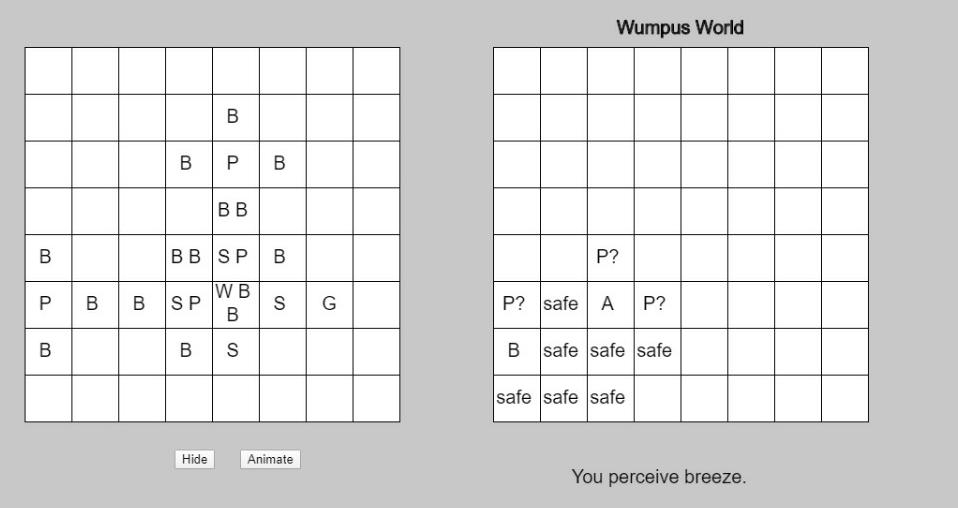 Wumpus World
B
B P B
B B
B B B S P B
P B B S P W B B S G
B B S
P?
P? safe A P?
B safe safe safe
safe safe safe
Hide Animate
You perceive breeze.